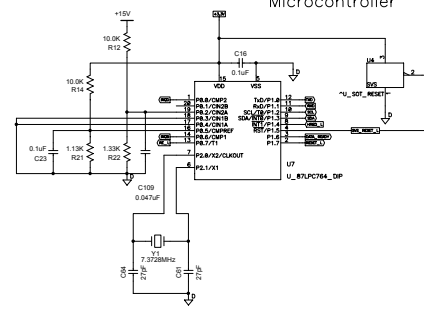 Microcontroller
+15V
10.0K
R12
C16
0.1uF
D
U4
3
2
SVS
^U_SOT_RESET
D
10.0K
R14
15
5
VDD
VSS
1
P0.0/CMP2
TxD/P1.0
12
20
P0.1/CIN2B
RxD/P1.1
11
19
P0.2/CIN2A
SCL/T0/P1.2
10
18
P0.3/CIN1B
SDA/INT0/P1.3
9
17
P0.4/CIN1A
INT1/P1.4
8
16
P0.5/CMPREF
RST/P1.5
4
14
P0.6/CMP1
P1.6
3
13
P0.7/T1
P1.7
2
0.1uF
C23
1.13K
R21
1.33K
R22
D
C109
0.047uF
7
P2.0/X2/CLKOUT
6
P2.1/X1
U7
U_87LPC764_DIP
Y1
7.3728MHz
C64
27pF
C61
27pF
D